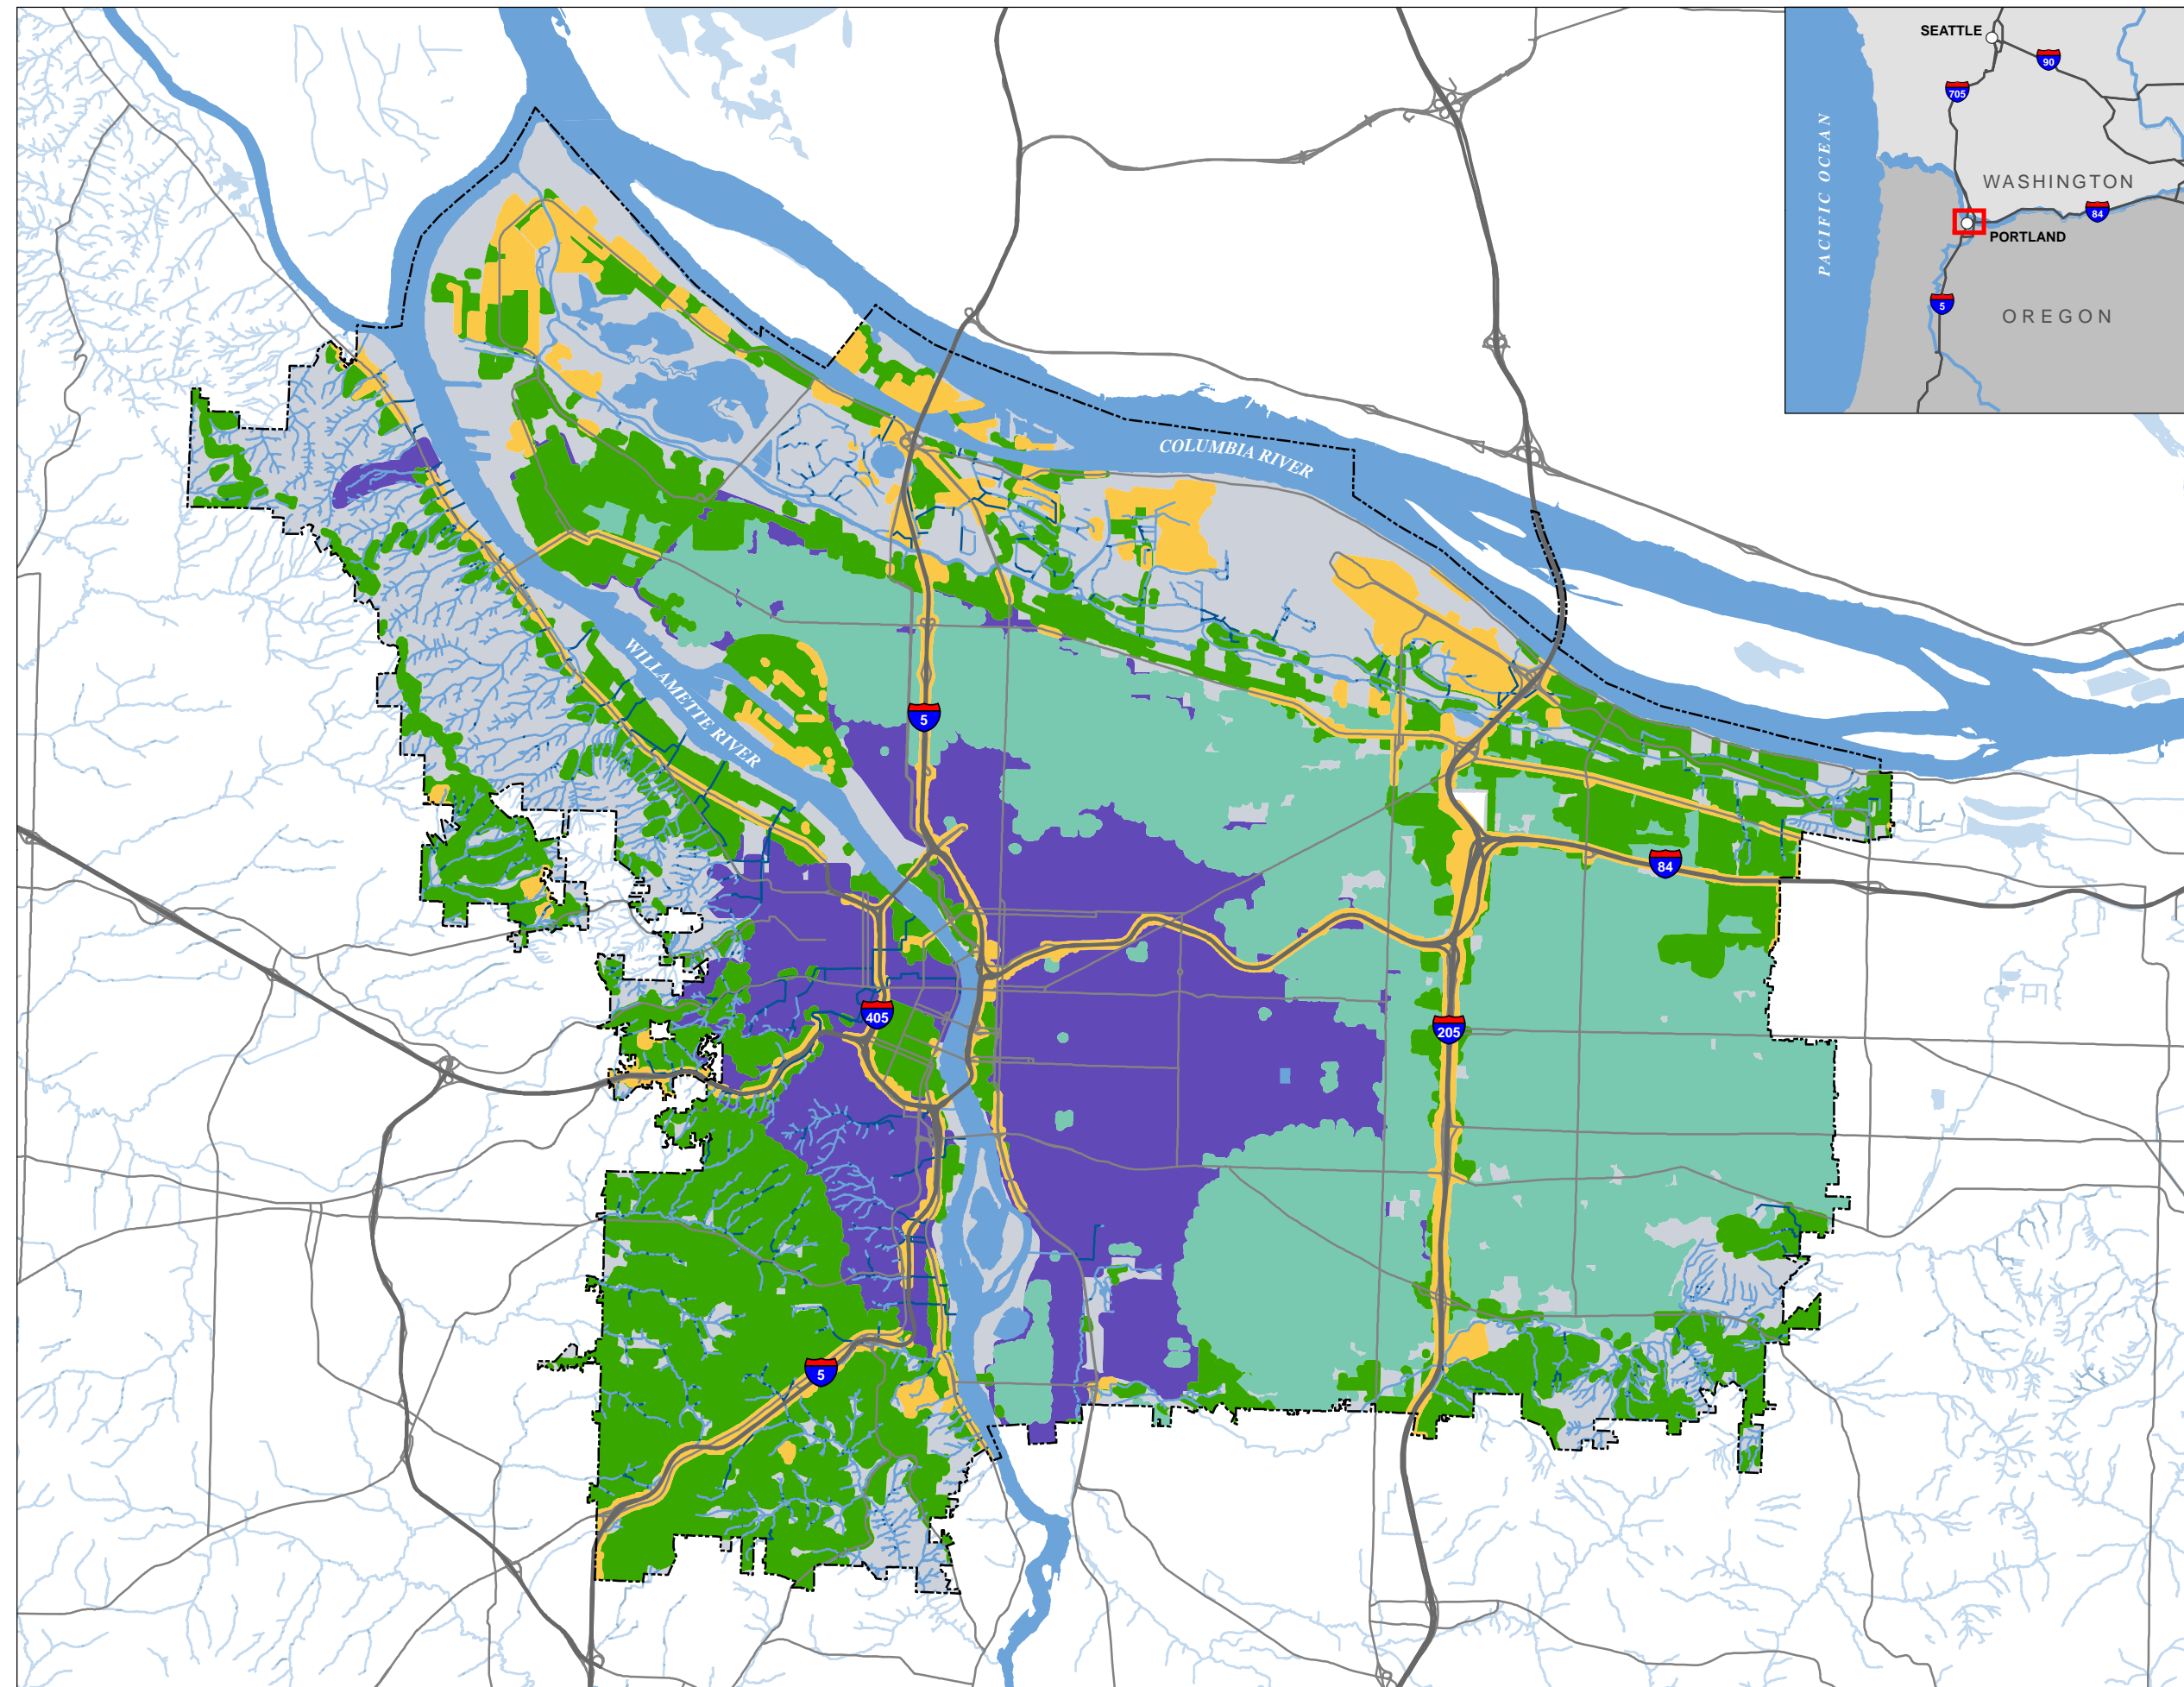 SEATTLE
90
705
PACIFIC OCEAN
WASHINGTON
84
PORTLAND
5
OREGON
COLUMBIA RIVER
WILLAMETTE RIVER
5
84
405
205
5